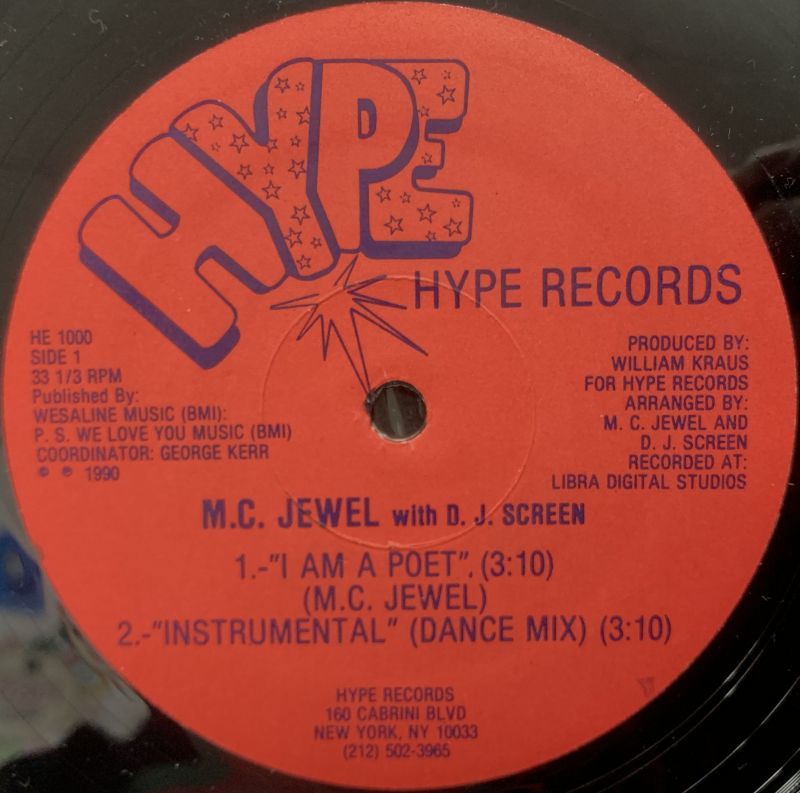 HYPE
HYPE RECORDS
HE 1000
SIDE 1
33 1/3 RPM
Published By:
WESALINE MUSIC (BMI):
P. S. WE LOVE YOU MUSIC (BMI)
COORDINATOR: GEORGE KERR
© ℗ 1990
PRODUCED BY:
WILLIAM KRAUS
FOR HYPE RECORDS
ARRANGED BY:
M. C. JEWEL AND
D. J. SCREEN
RECORDED AT:
LIBRA DIGITAL STUDIOS
M.C. JEWEL with D. J. SCREEN
1.-"I AM A POET". (3:10)
(M.C. JEWEL)
2.-"INSTRUMENTAL" (DANCE MIX) (3:10)
HYPE RECORDS
160 CABRINI BLVD
NEW YORK, NY 10033
(212) 502-3965